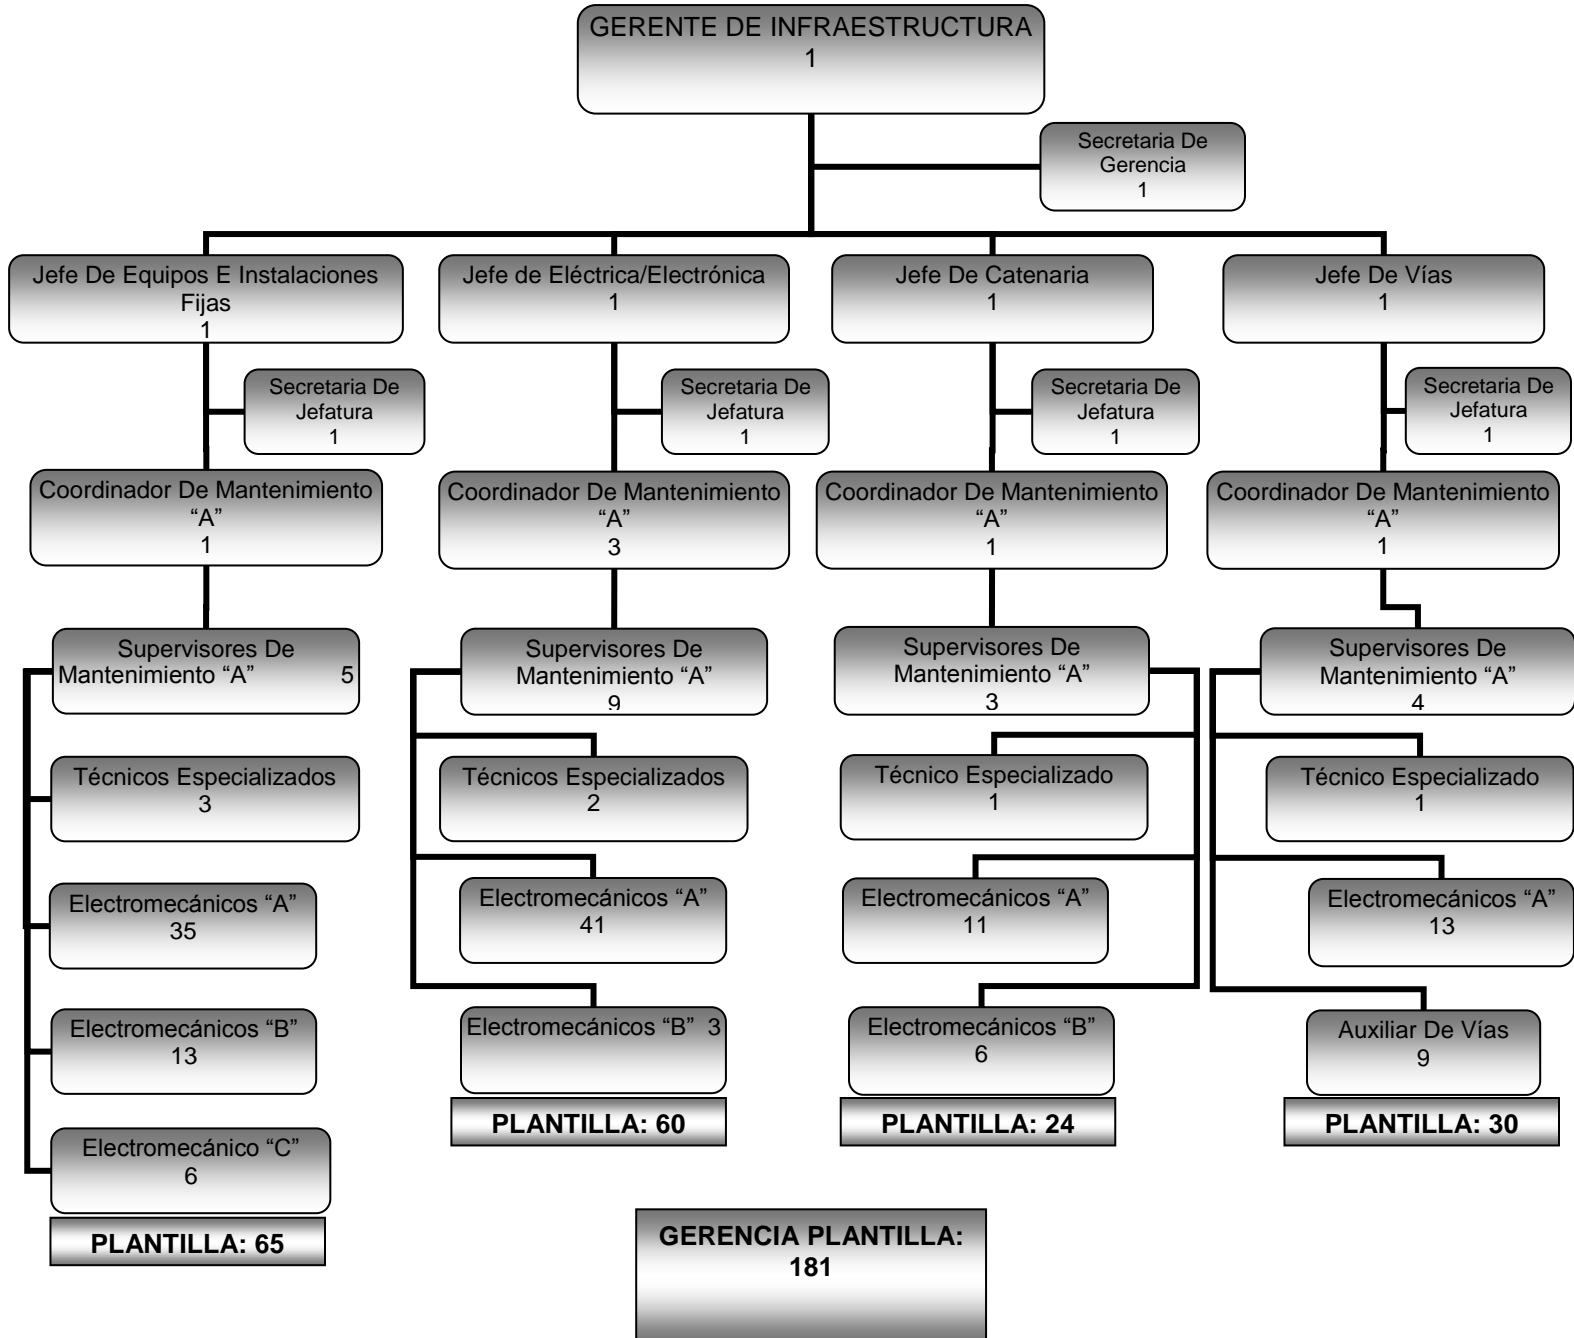 GERENTE DE INFRAESTRUCTURA
1
Secretaria De
Gerencia
1
Jefe De Equipos E Instalaciones
Fijas
1
Jefe de Eléctrica/Electrónica
1
Jefe De Catenaria
1
Jefe De Vías
1
Secretaria De
Jefatura
1
Secretaria De
Jefatura
1
Secretaria De
Jefatura
1
Secretaria De
Jefatura
1
Coordinador De Mantenimiento
“A”
1
Coordinador De Mantenimiento
“A”
3
Coordinador De Mantenimiento
“A”
1
Coordinador De Mantenimiento
“A”
1
Supervisores De
Mantenimiento “A” 5
Supervisores De
Mantenimiento “A”
9
Supervisores De
Mantenimiento “A”
3
Supervisores De
Mantenimiento “A”
4
Técnicos Especializados
3
Técnicos Especializados
2
Técnico Especializado
1
Técnico Especializado
1
Electromecánicos “A”
35
Electromecánicos “A”
41
Electromecánicos “A”
11
Electromecánicos “A”
13
Electromecánicos “B”
13
Electromecánicos “B” 3
Electromecánicos “B”
6
Auxiliar De Vías
9
PLANTILLA: 60
PLANTILLA: 24
PLANTILLA: 30
Electromecánico “C”
6
PLANTILLA: 65
GERENCIA PLANTILLA:
181